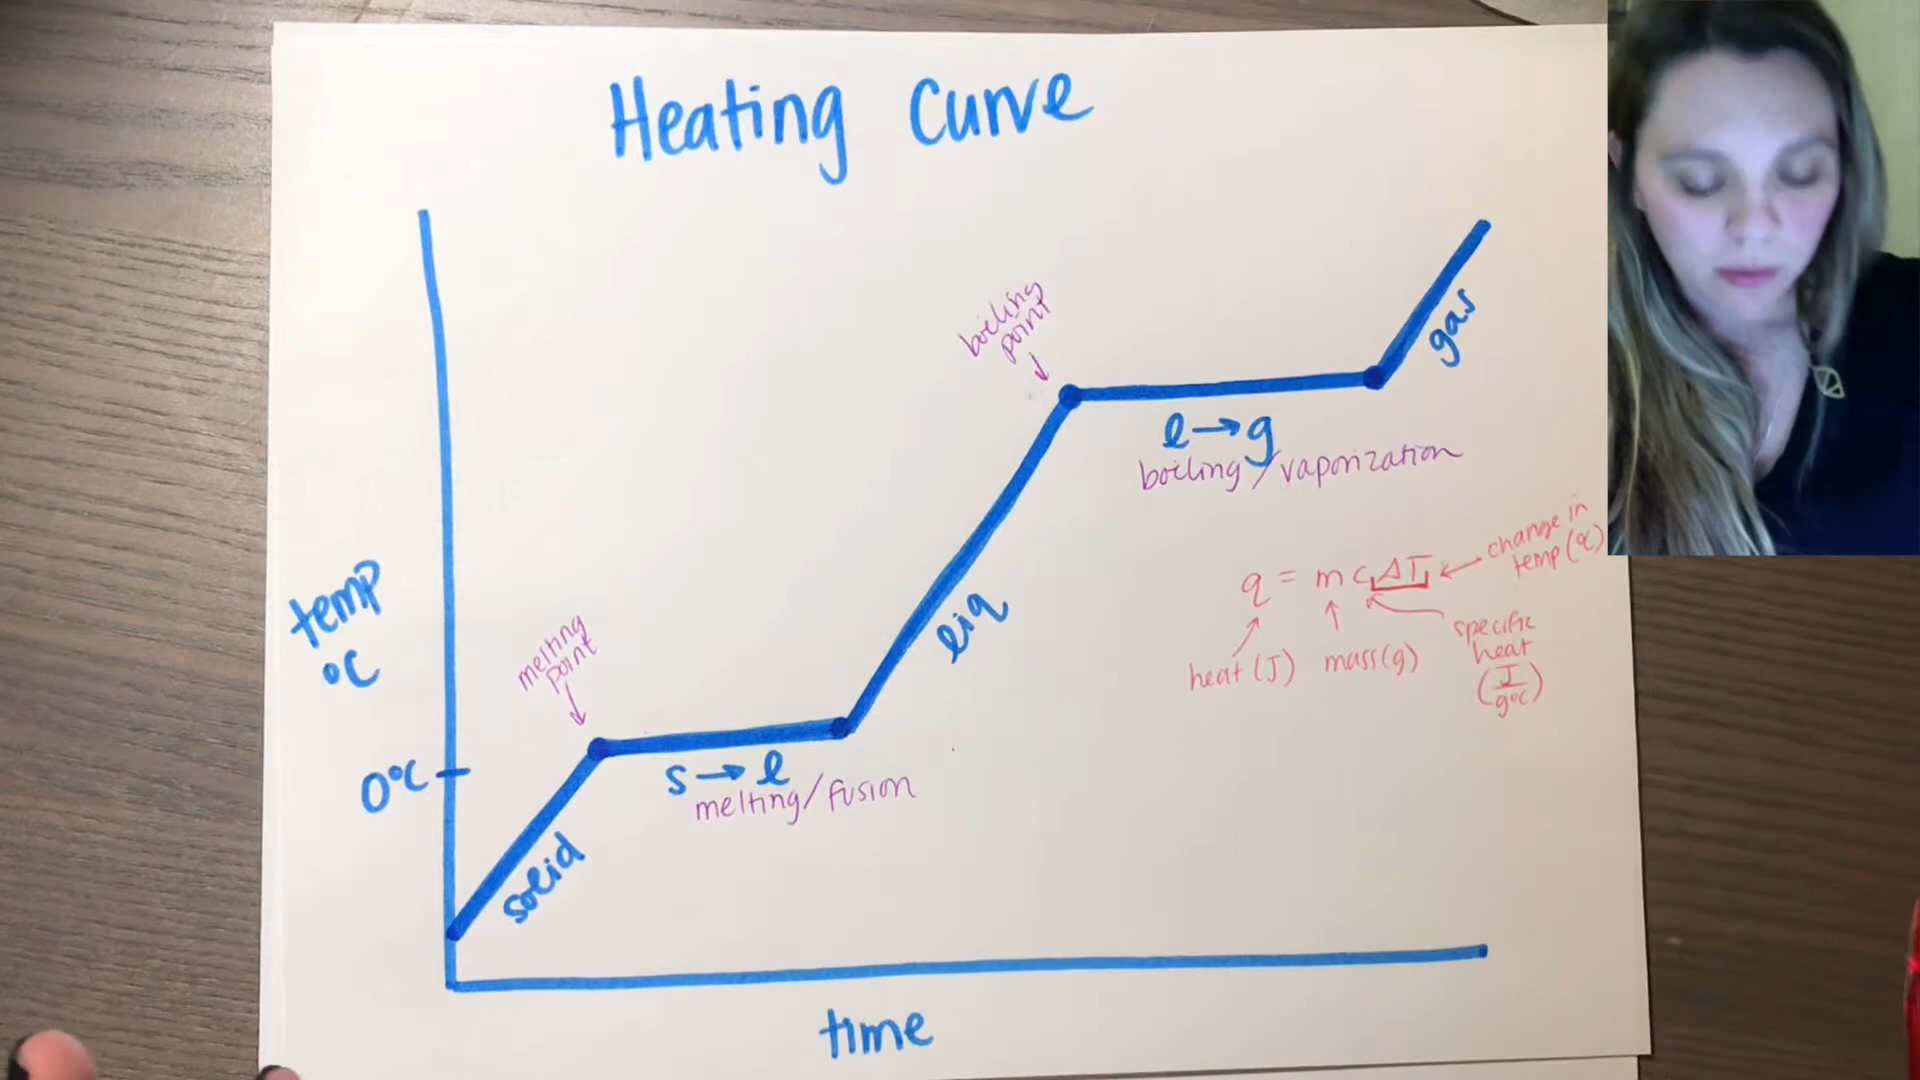 Heating Curve
boiling
point
gas
l→g
boiling/vaporization
temp
°C
melting
point
liq
0°C
s→l
melting/fusion
solid
time
q = mcΔT
change in
temp (°C)
heat (J)
mass(g)
specific
heat
(J/g°C)